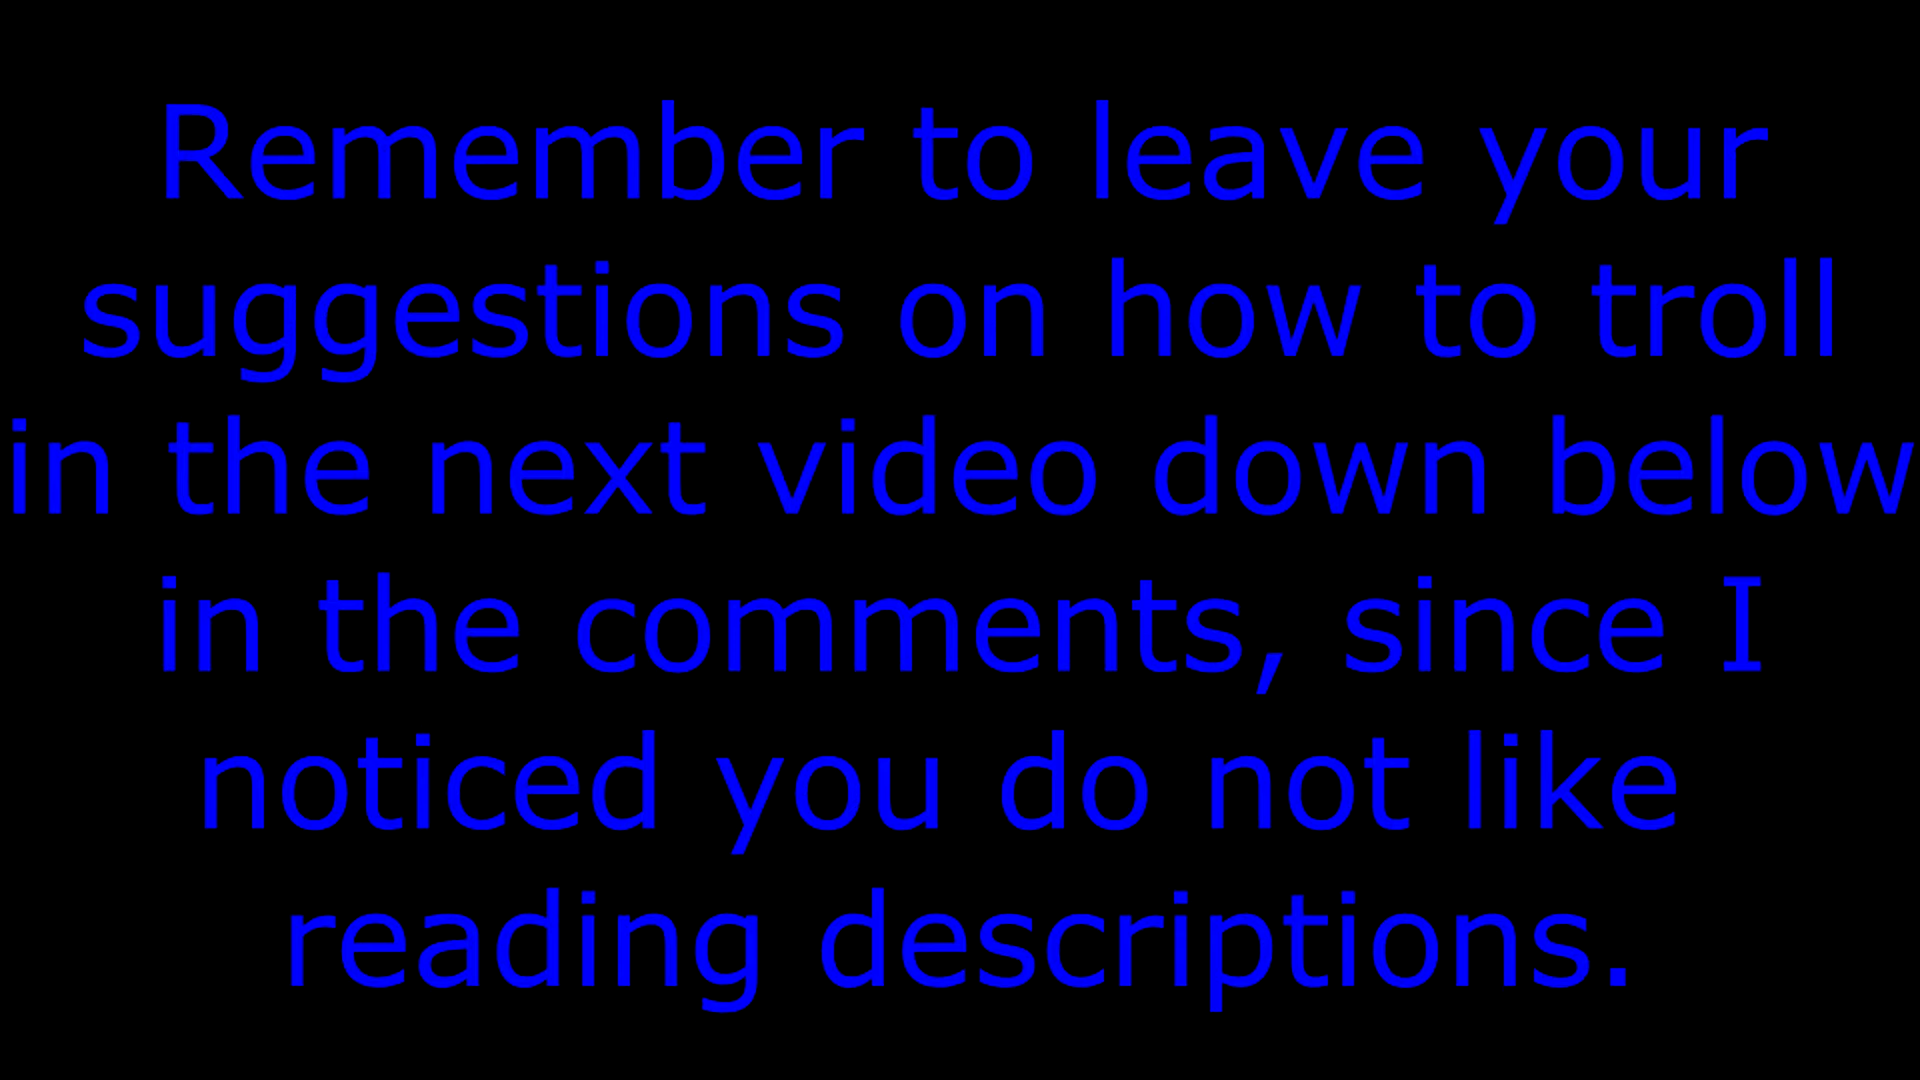 Remember to leave your
suggestions on how to troll
in the next video down below
in the comments, since I
noticed you do not like
reading descriptions.